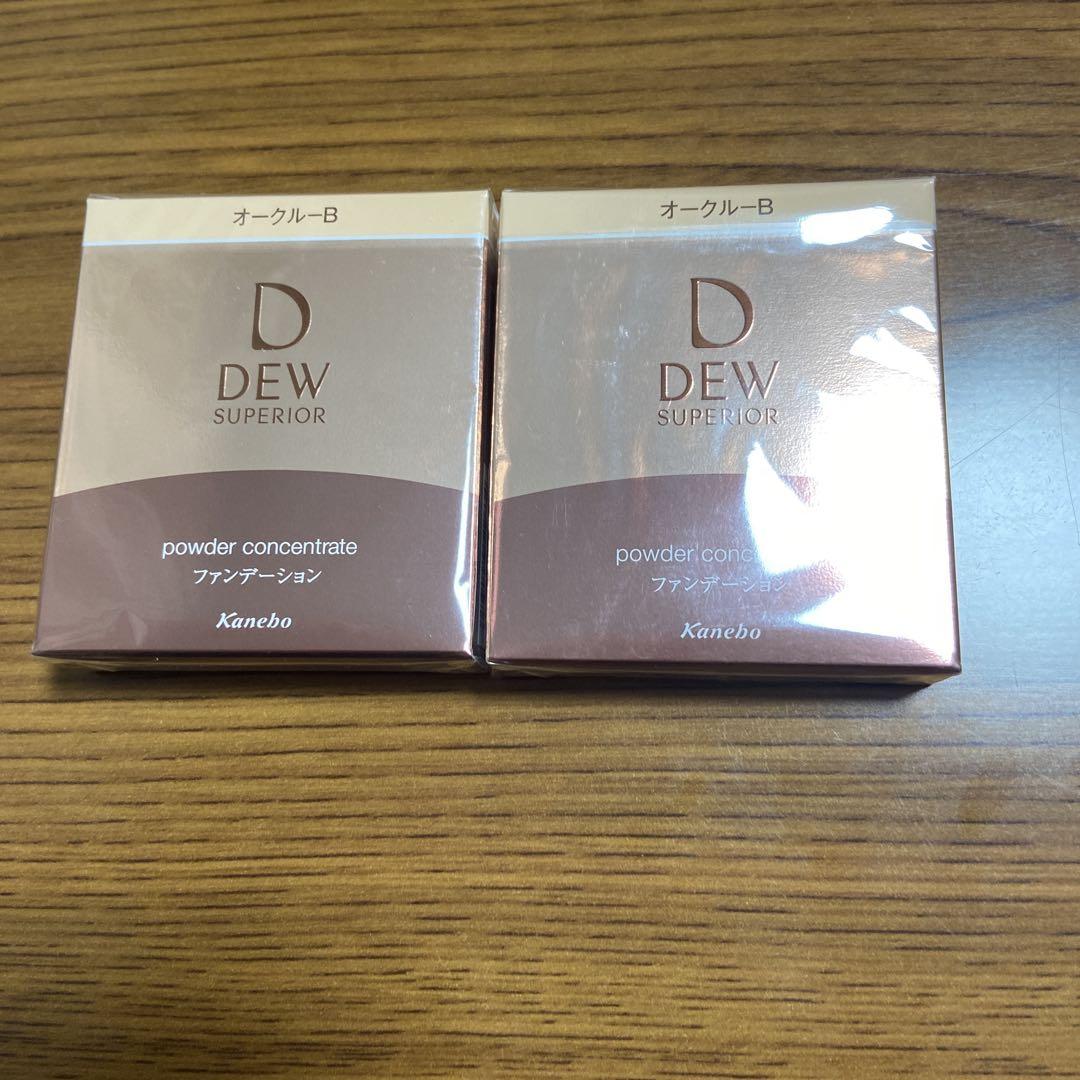 オークルーB
D
DEW
SUPERIOR
powder concentrate
ファンデーション
Kanebo
オークルーB
D
DEW
SUPERIOR
powder
ファンデーション
Kanebo